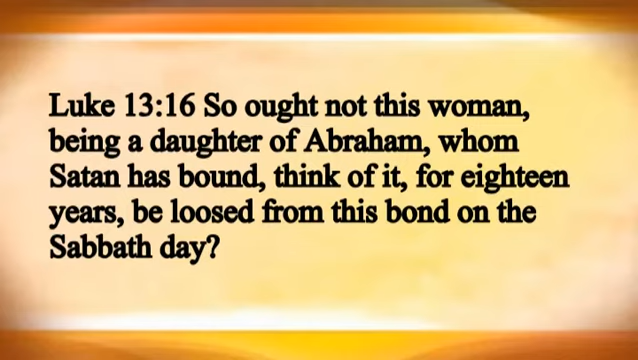 Luke 13:16 So ought not this woman,
being a daughter of Abraham, whom
Satan has bound, think of it, for eighteen
years, be loosed from this bond on the
Sabbath day?